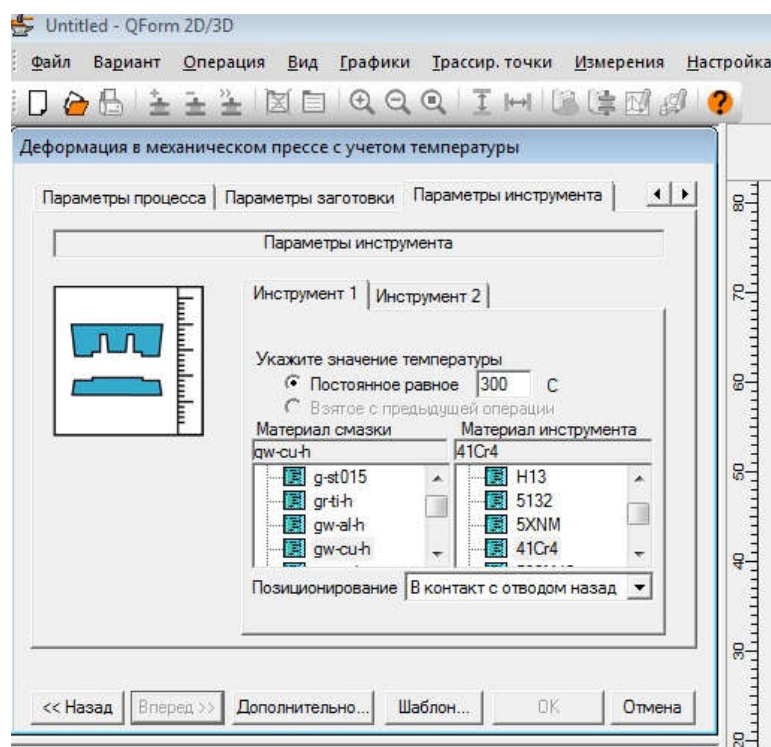 Untitled - QForm 2D/3D
Файл Вариант Операция Вид Графики Трассир. точки Измерения Настройка
Деформация в механическом прессе с учетом температуры
Параметры процесса Параметры заготовки Параметры инструмента
Параметры инструмента
Инструмент 1 Инструмент 2
Укажите значение температуры
Постоянное равное 300 C
Взятое с предыдущей операции
Материал смазки Материал инструмента
gw-cu-h 41Cr4
g-st015 H13
gr-ti-h 5132
gw-al-h 5XNM
gw-cu-h 41Cr4
Позиционирование В контакт с отводом назад
<< Назад Вперед >> Дополнительно... Шаблон... OK Отмена
80
70
60
50
40
30
20